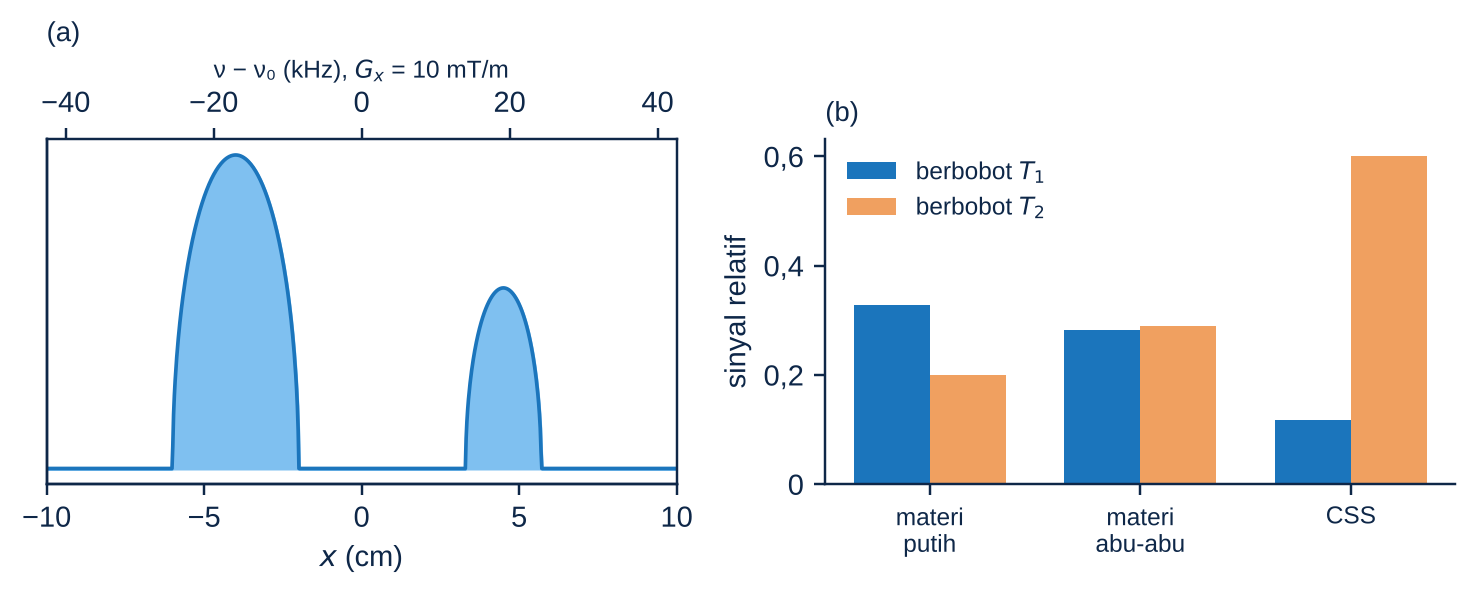 (a)
ν − ν₀ (kHz), Gₓ = 10 mT/m
−40 −20 0 20 40
−10 −5 0 5 10
x (cm)
(b)
berbobot T₁
berbobot T₂
sinyal relatif
0,6
0,4
0,2
0
materi
putih
materi
abu-abu
CSS